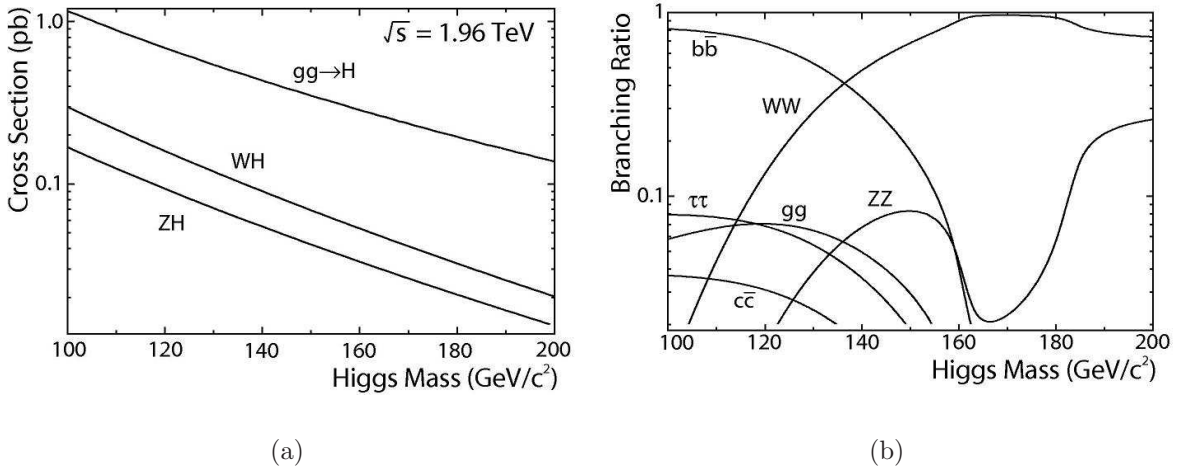 Cross Section (pb)
1.0
0.1
√s = 1.96 TeV
gg→H
WH
ZH
100 120 140 160 180 200
Higgs Mass (GeV/c²)
(a)
Branching Ratio
1
0.1
bb̅
WW
ττ
gg
ZZ
cc̅
100 120 140 160 180 200
Higgs Mass (GeV/c²)
(b)